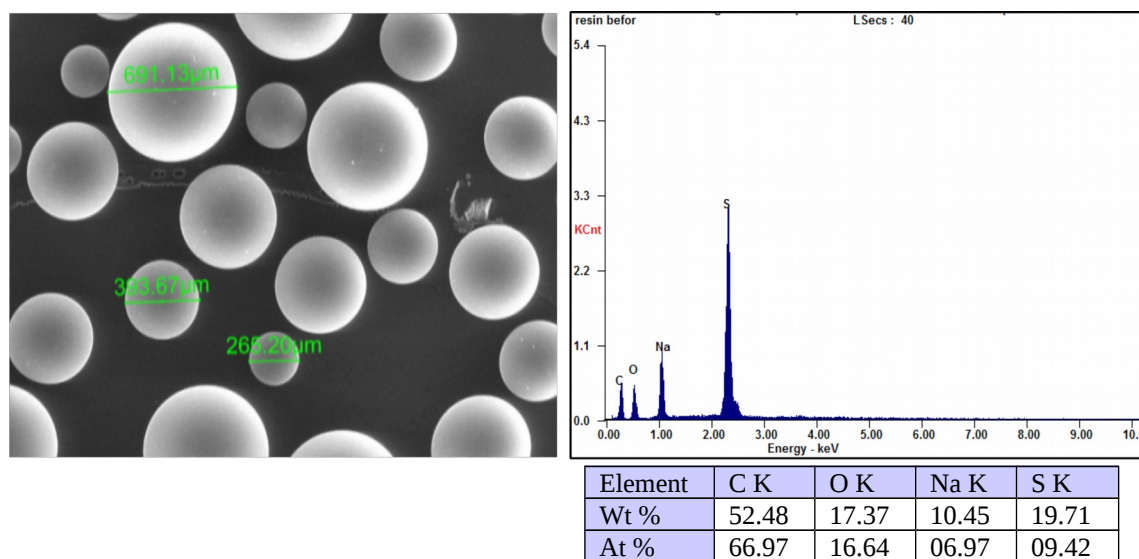 691.13µm
393.67µm
265.20µm
resin befor LSecs : 40
5.4
4.3
3.3
KCnt
2.2
1.1
0.0
C O Na S
0.00 1.00 2.00 3.00 4.00 5.00 6.00 7.00 8.00 9.00 10.
Energy - keV
Element C K O K Na K S K
Wt % 52.48 17.37 10.45 19.71
At % 66.97 16.64 06.97 09.42